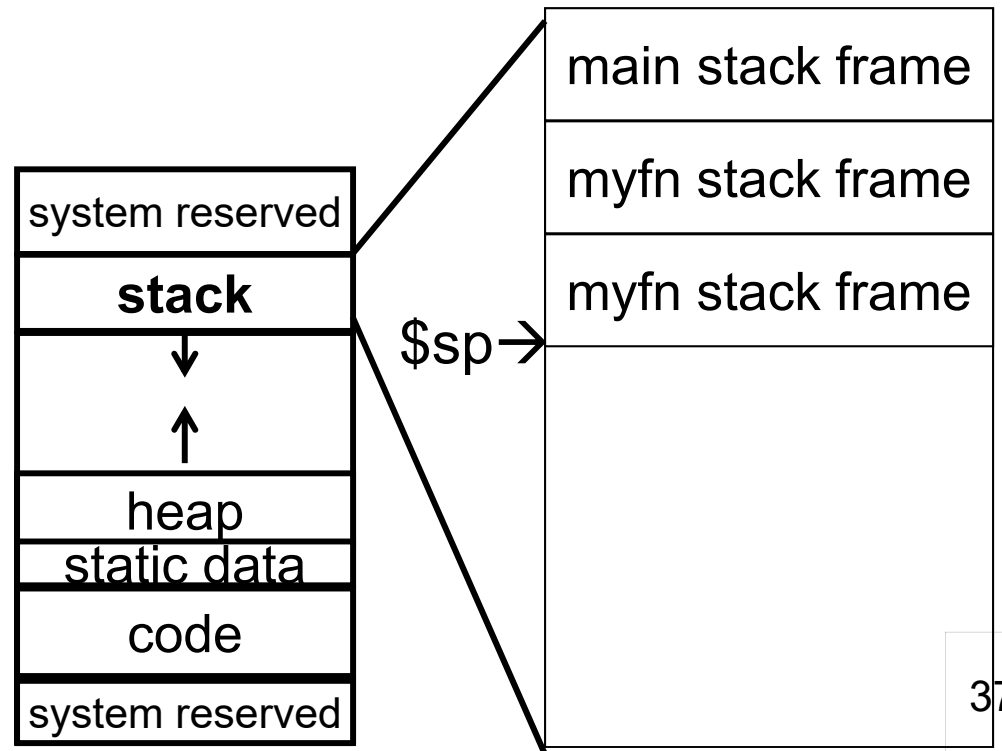 system reserved
stack
heap
static data
code
system reserved
$sp→
main stack frame
myfn stack frame
myfn stack frame
37